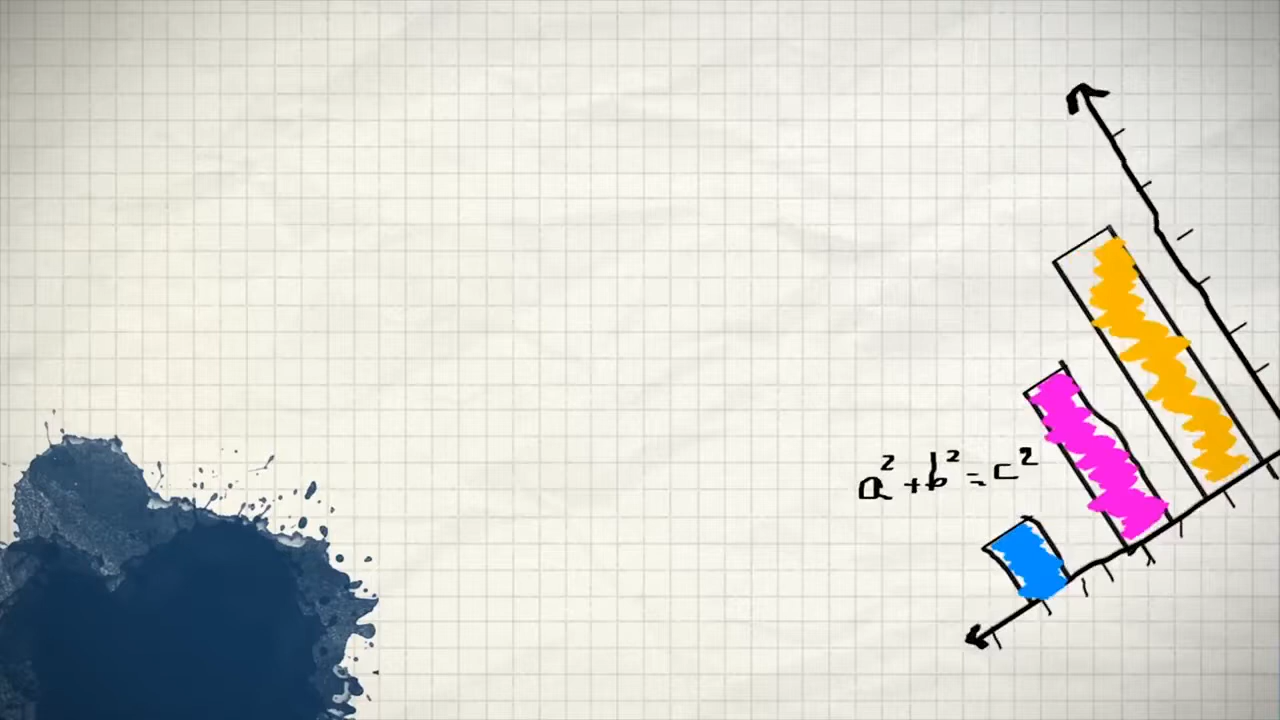 a² + b² = c²